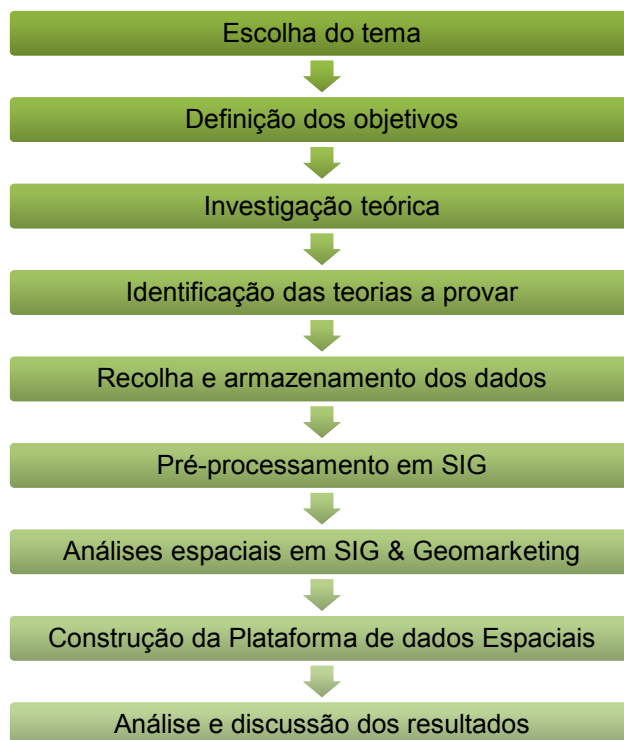 Escolha do tema
Definição dos objetivos
Investigação teórica
Identificação das teorias a provar
Recolha e armazenamento dos dados
Pré-processamento em SIG
Análises espaciais em SIG & Geomarketing
Construção da Plataforma de dados Espaciais
Análise e discussão dos resultados